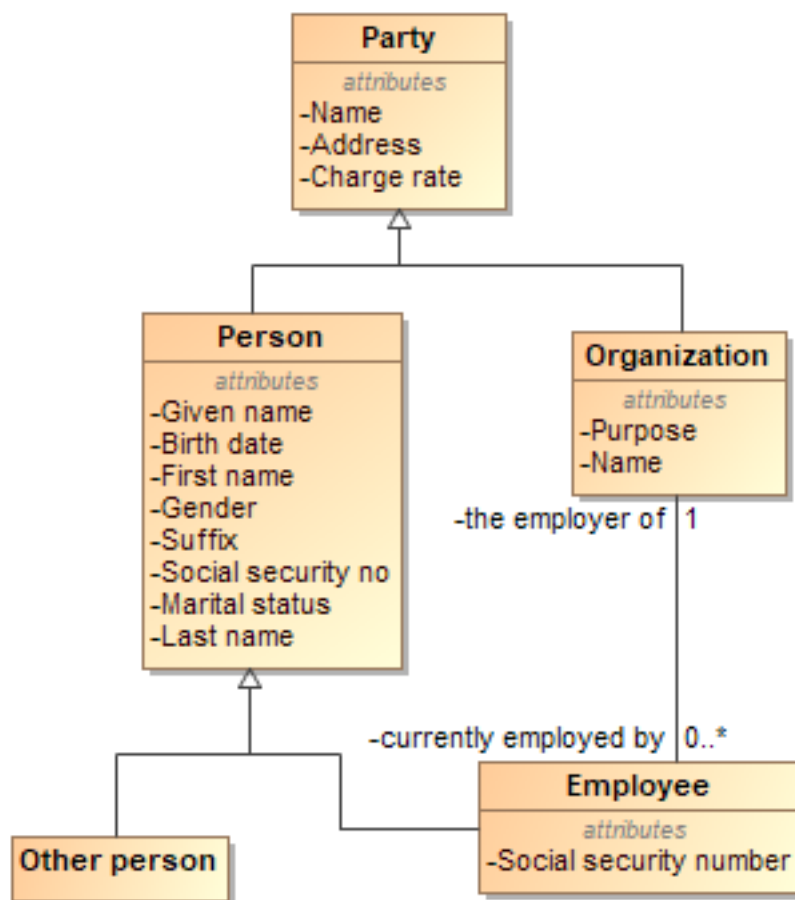 Party
attributes
-Name
-Address
-Charge rate
Person
attributes
-Given name
-Birth date
-First name
-Gender
-Suffix
-Social security no
-Marital status
-Last name
Organization
attributes
-Purpose
-Name
-the employer of 1
-currently employed by 0..*
Other person
Employee
attributes
-Social security number